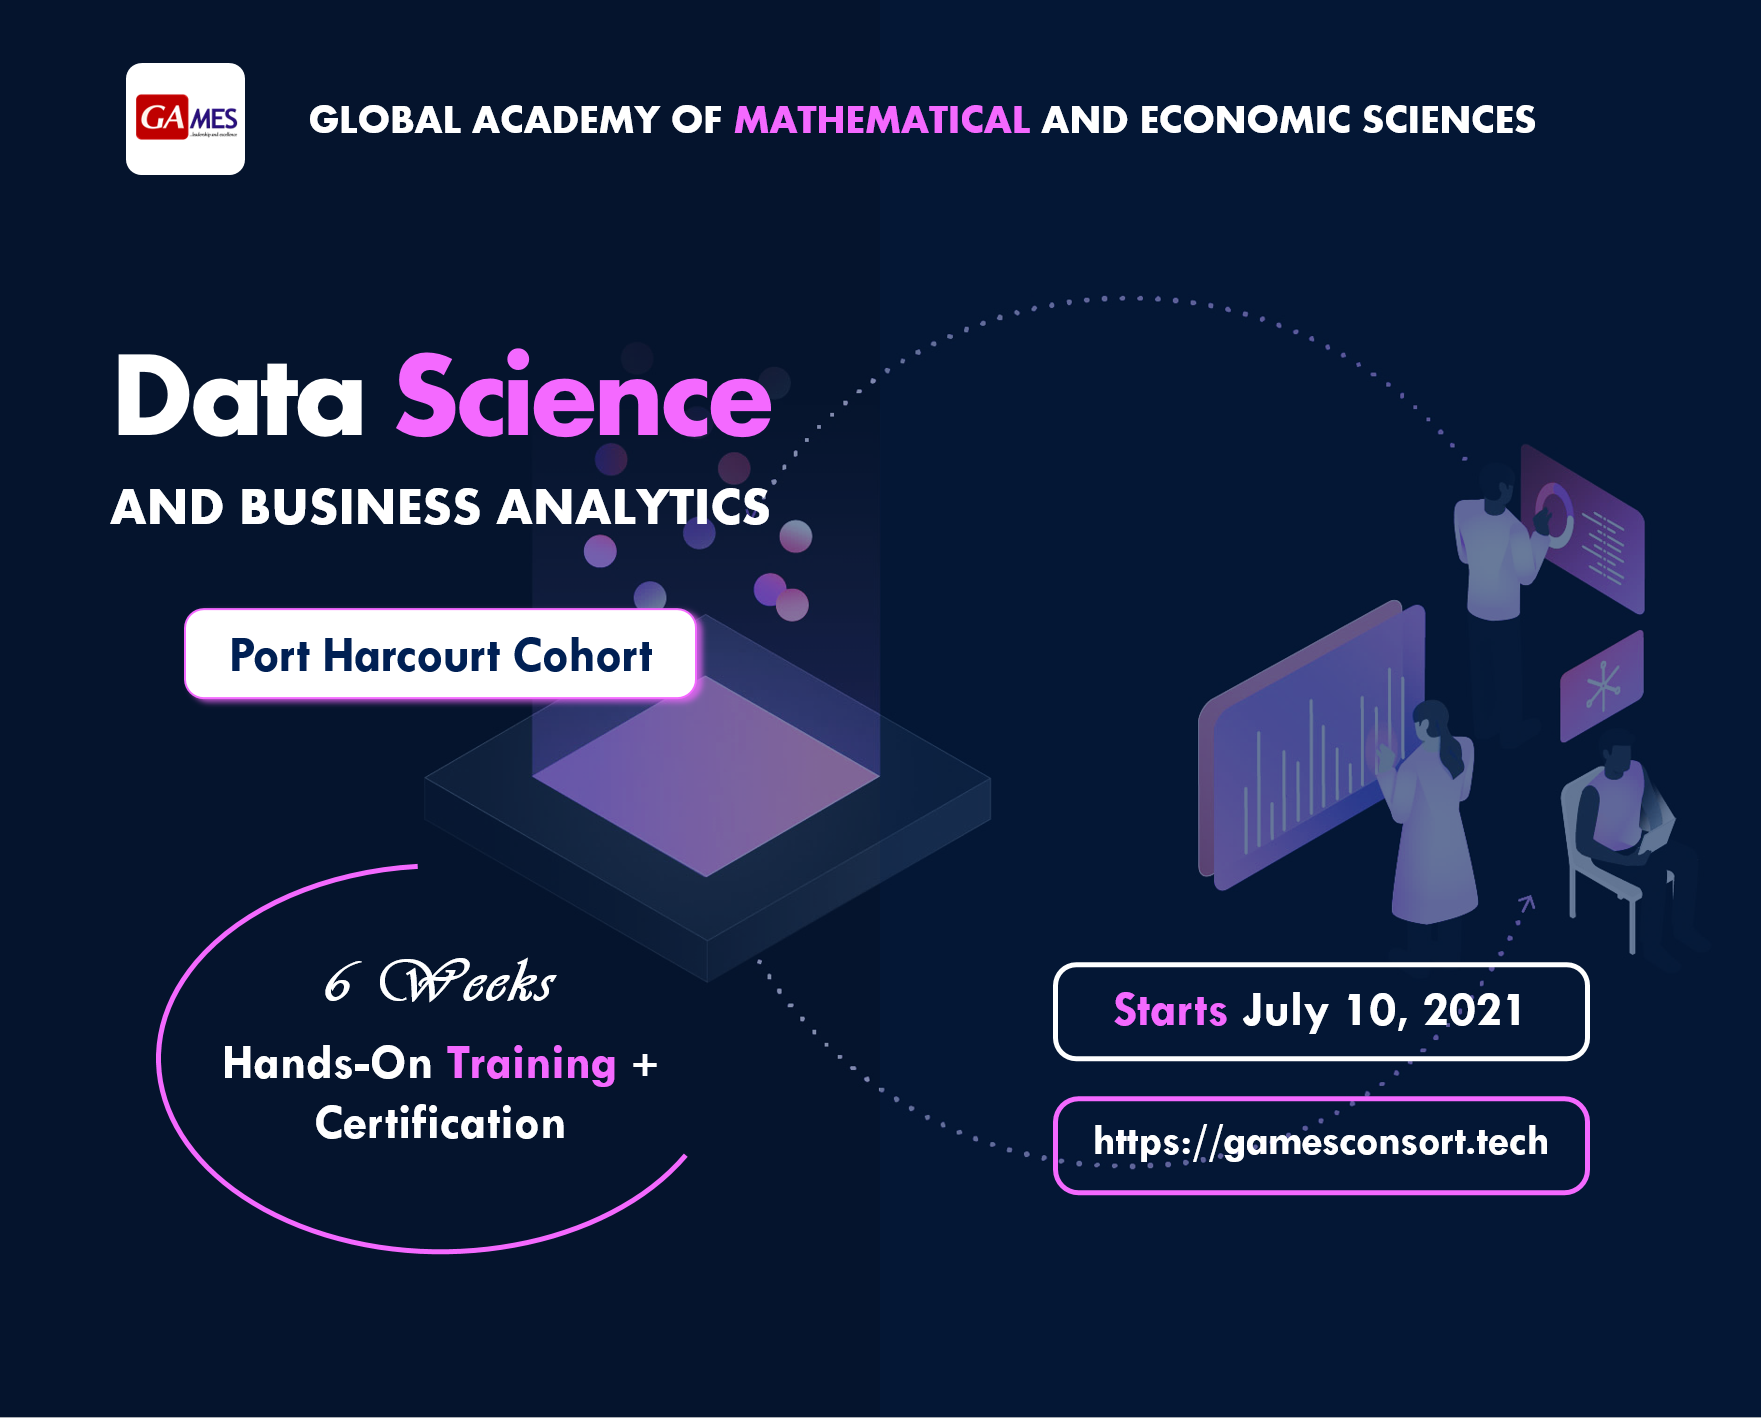 GAMES
...leadership and excellence
GLOBAL ACADEMY OF MATHEMATICAL AND ECONOMIC SCIENCES
Data Science
AND BUSINESS ANALYTICS
Port Harcourt Cohort
6 Weeks
Hands-On Training +
Certification
Starts July 10, 2021
https://gamesconsort.tech